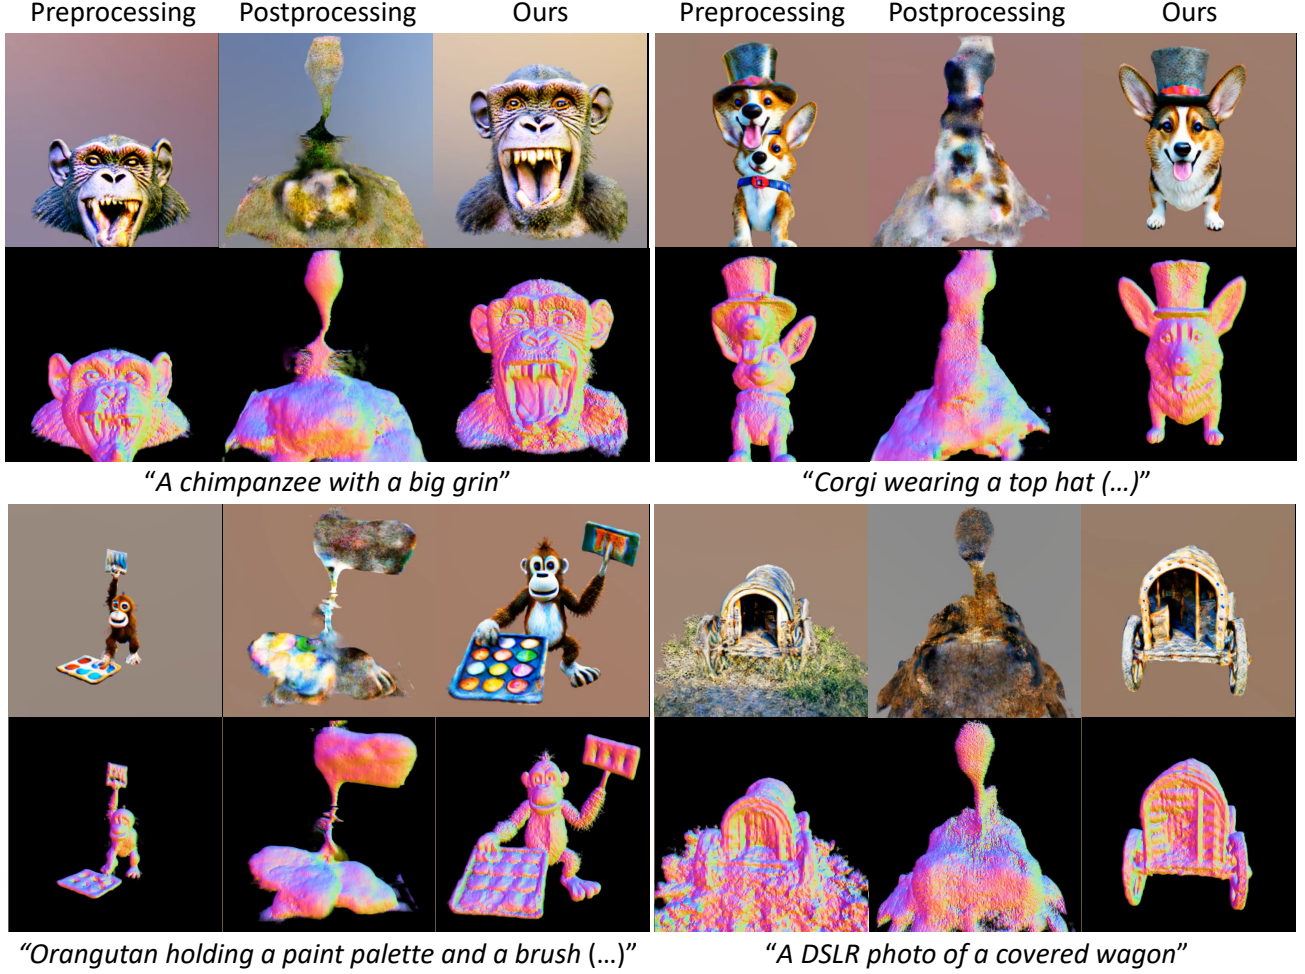 Preprocessing Postprocessing Ours Preprocessing Postprocessing Ours
“A chimpanzee with a big grin” “Corgi wearing a top hat (...)”
“Orangutan holding a paint palette and a brush (...)” “A DSLR photo of a covered wagon”